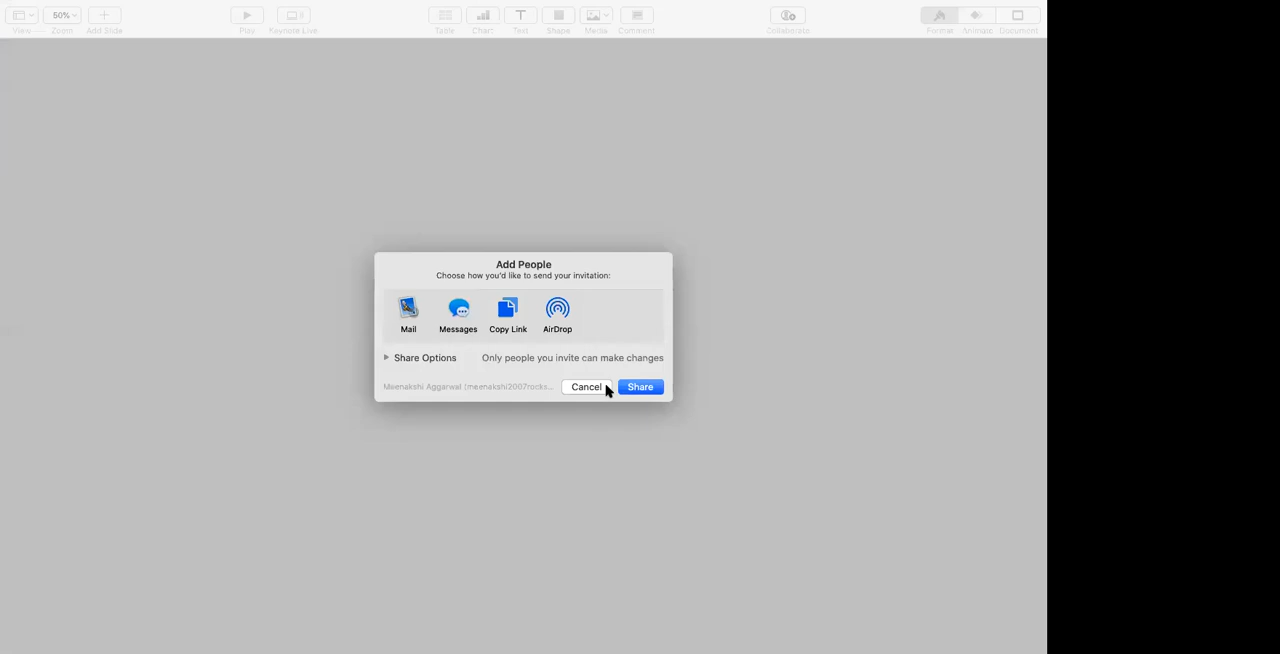 50%
View Zoom Add Slide Play Keynote Live Table Chart Text Shape Media Comment Collaborate Format Animate Document
Add People
Choose how you'd like to send your invitation:
Mail Messages Copy Link AirDrop
Share Options Only people you invite can make changes
Meenakshi Aggarwal (meenakshi2007rocks... Cancel Share